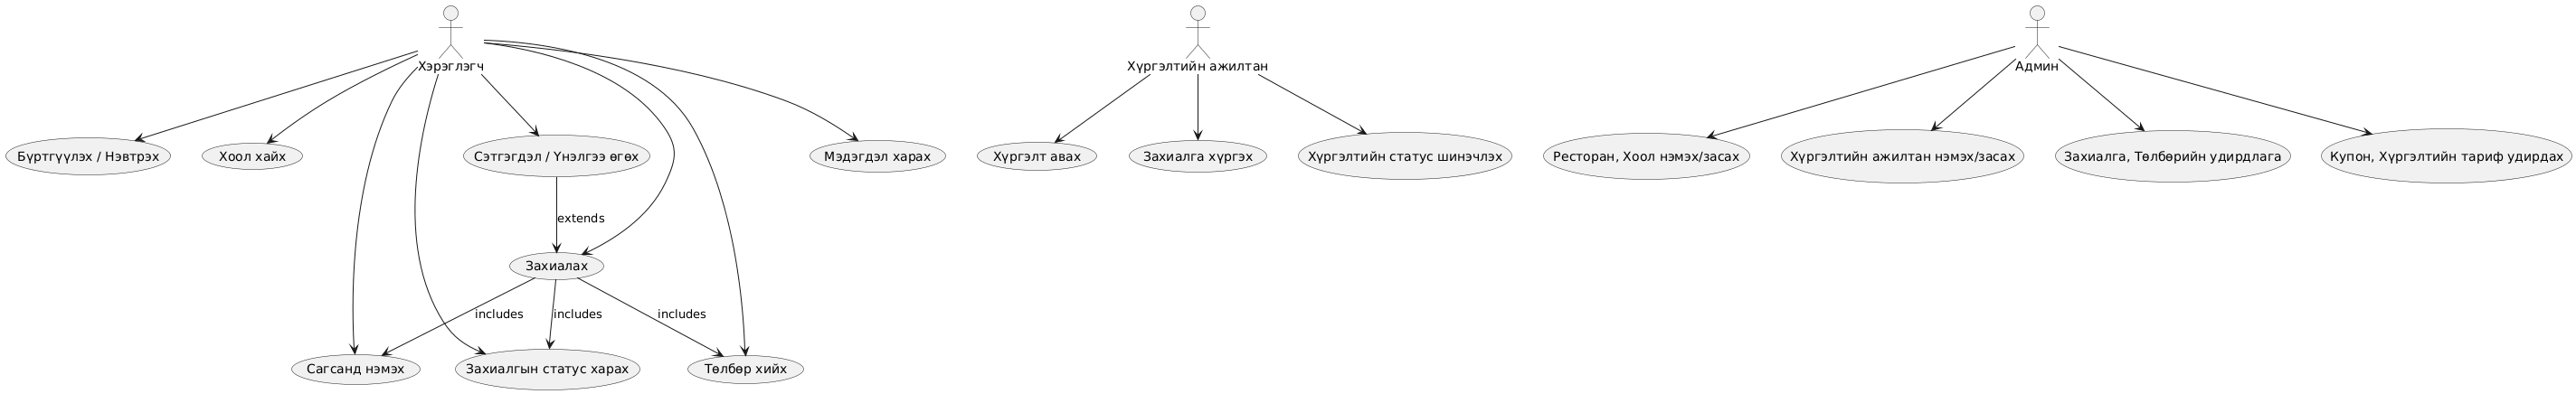 Хэрэглэгч
Хүргэлтийн ажилтан
Админ
Бүртгүүлэх / Нэвтрэх
Хоол хайх
Сэтгэгдэл / Үнэлгээ өгөх
Мэдэгдэл харах
Хүргэлт авах
Захиалга хүргэх
Хүргэлтийн статус шинэчлэх
Ресторан, Хоол нэмэх/засах
Хүргэлтийн ажилтан нэмэх/засах
Захиалга, Төлбөрийн удирдлага
Купон, Хүргэлтийн тариф удирдах
extends
Захиалах
includes
includes
includes
Сагсанд нэмэх
Захиалгын статус харах
Төлбөр хийх